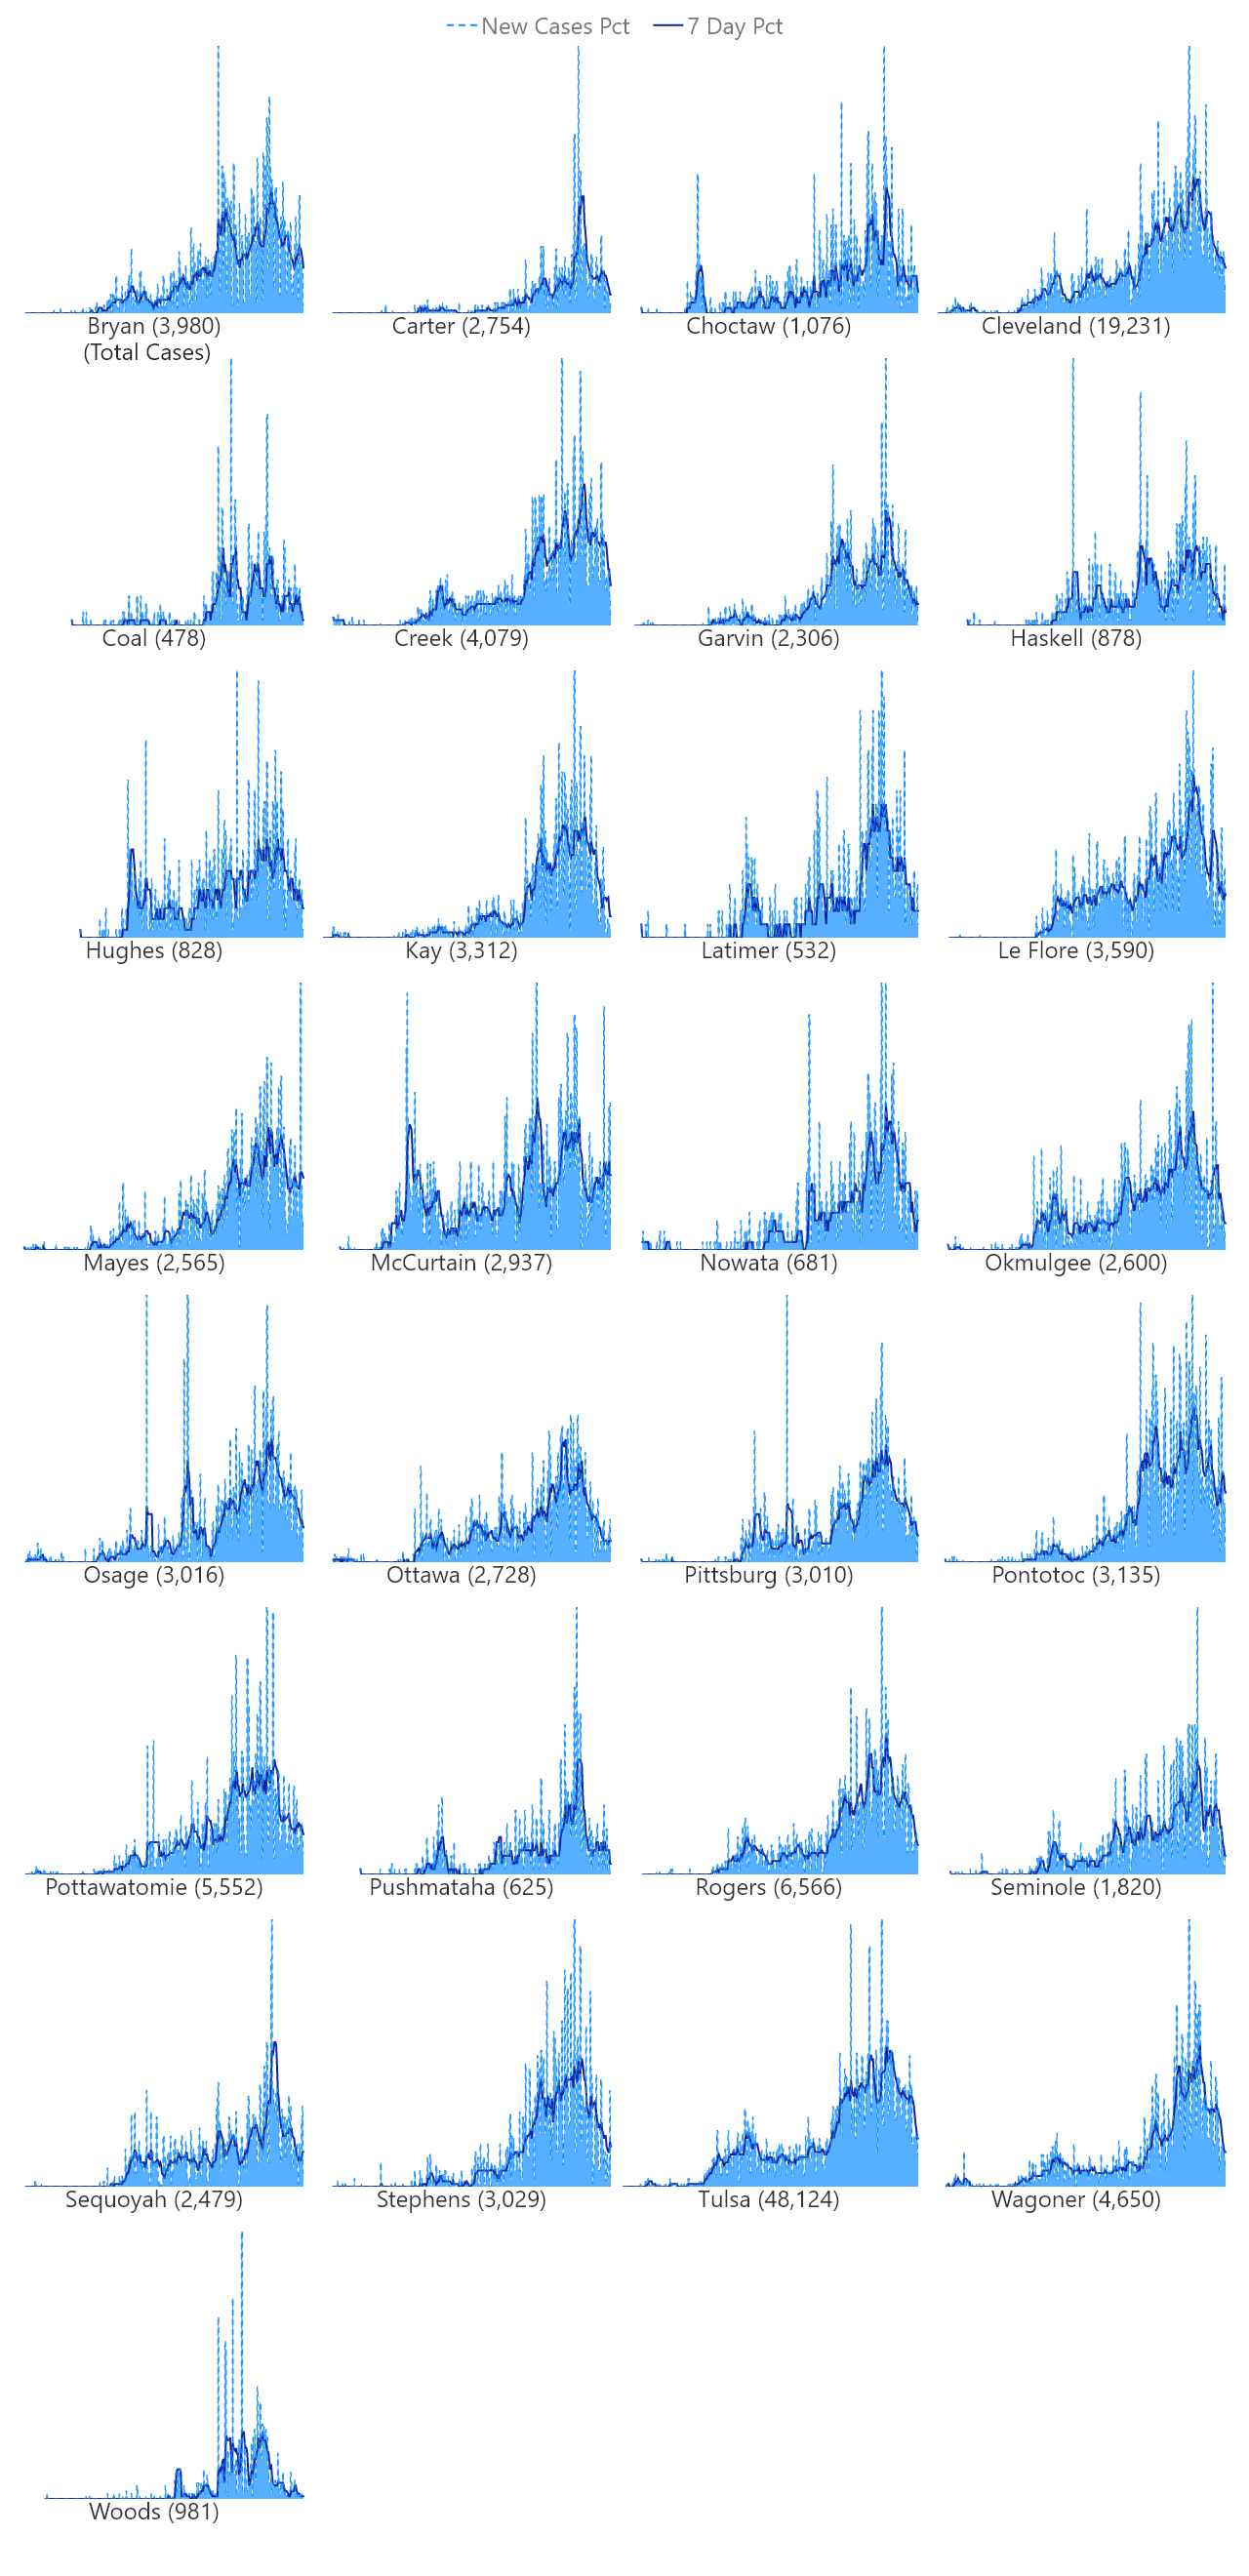 New Cases Pct 7 Day Pct
Bryan (3,980) Carter (2,754) Choctaw (1,076) Cleveland (19,231)
(Total Cases)
Coal (478) Creek (4,079) Garvin (2,306) Haskell (878)
Hughes (828) Kay (3,312) Latimer (532) Le Flore (3,590)
Mayes (2,565) McCurtain (2,937) Nowata (681) Okmulgee (2,600)
Osage (3,016) Ottawa (2,728) Pittsburg (3,010) Pontotoc (3,135)
Pottawatomie (5,552) Pushmataha (625) Rogers (6,566) Seminole (1,820)
Sequoyah (2,479) Stephens (3,029) Tulsa (48,124) Wagoner (4,650)
Woods (981)